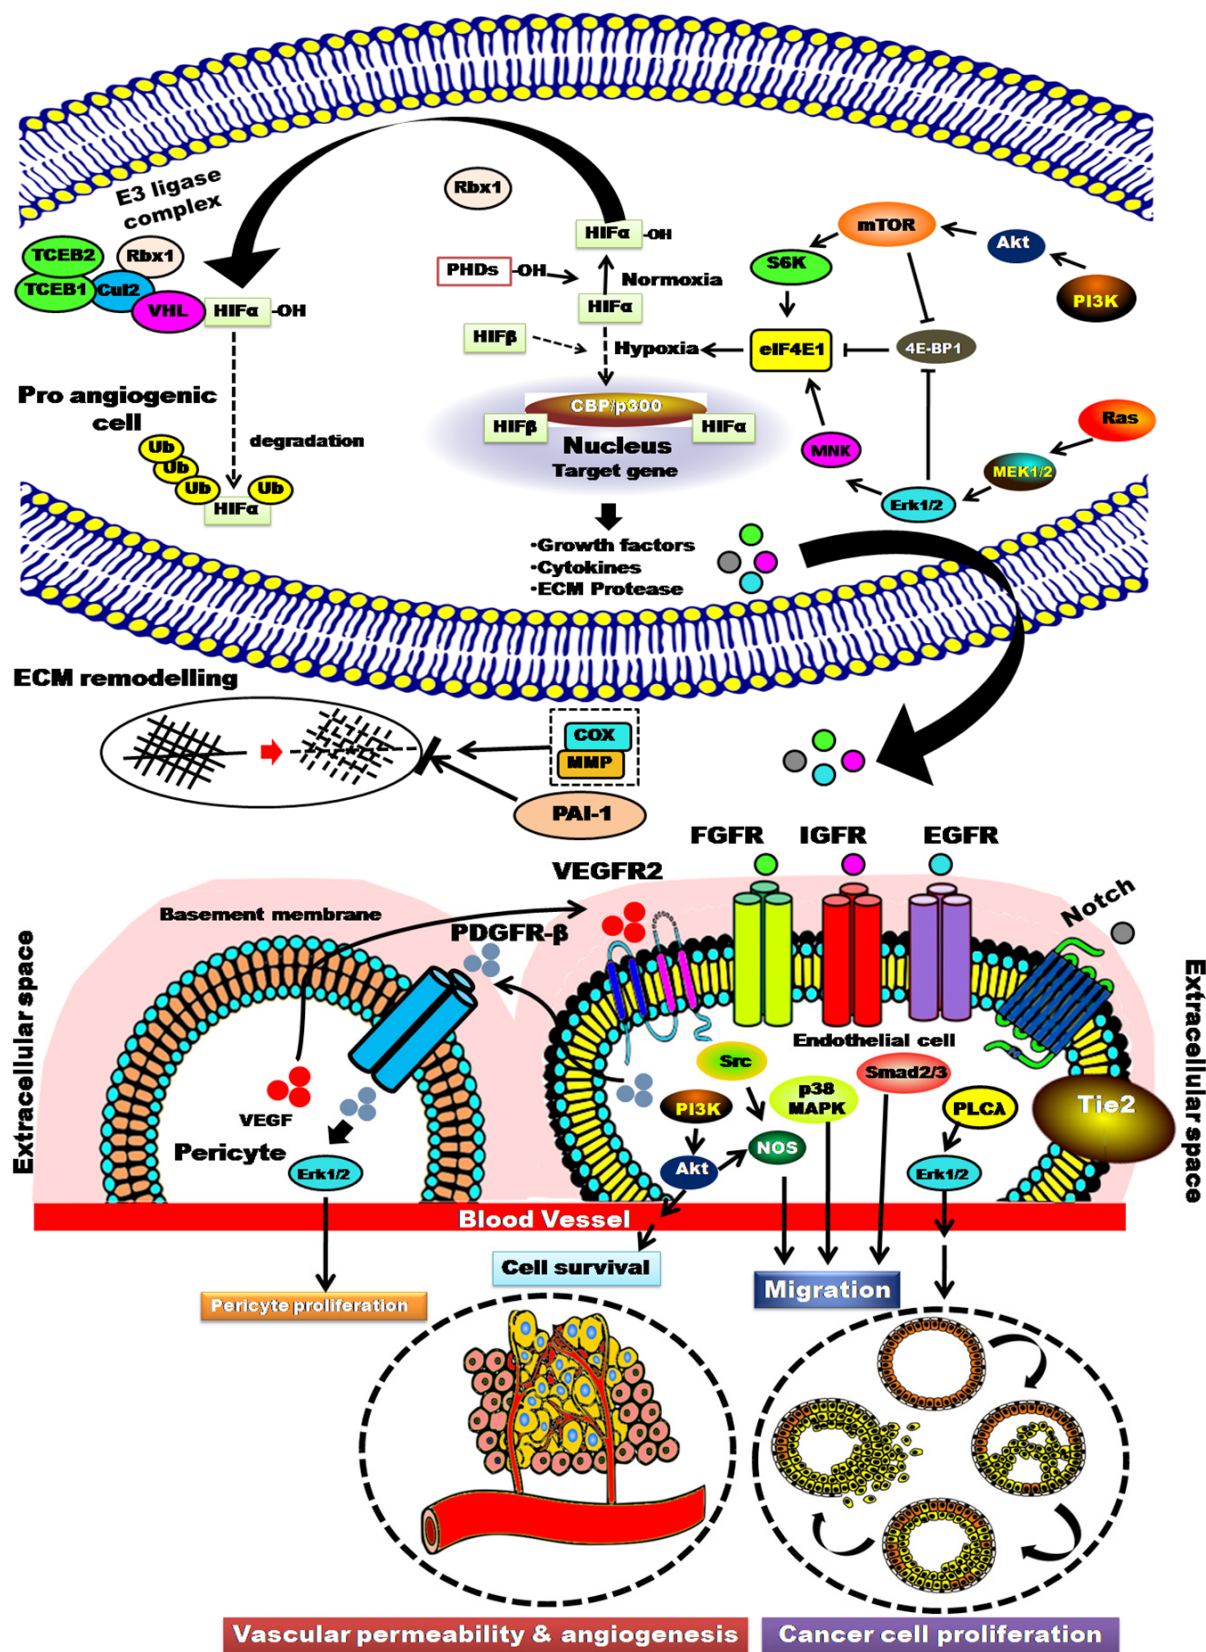 E3 ligase
complex
Rbx1
TCEB2
Rbx1
TCEB1
Cul2
VHL
HIFα
-OH
HIFα
-OH
PHDs
-OH
Normoxia
HIFα
HIFβ
Hypoxia
mTOR
Akt
S6K
PI3K
eIF4E1
4E-BP1
Pro angiogenic
cell
degradation
Ub
Ub
Ub
Ub
HIFα
CBP/p300
HIFβ
HIFα
Nucleus
Target gene
MNK
Ras
MEK1/2
Erk1/2
•Growth factors
•Cytokines
•ECM Protease
ECM remodelling
COX
MMP
PAI-1
FGFR
IGFR
EGFR
VEGFR2
Notch
Basement membrane
PDGFR-β
Extracellular space
Extracellular space
Endothelial cell
Src
Smad2/3
p38
MAPK
PI3K
PLCλ
Tie2
VEGF
NOS
Pericyte
Erk1/2
Akt
Erk1/2
Blood Vessel
Cell survival
Migration
Pericyte proliferation
Vascular permeability & angiogenesis
Cancer cell proliferation